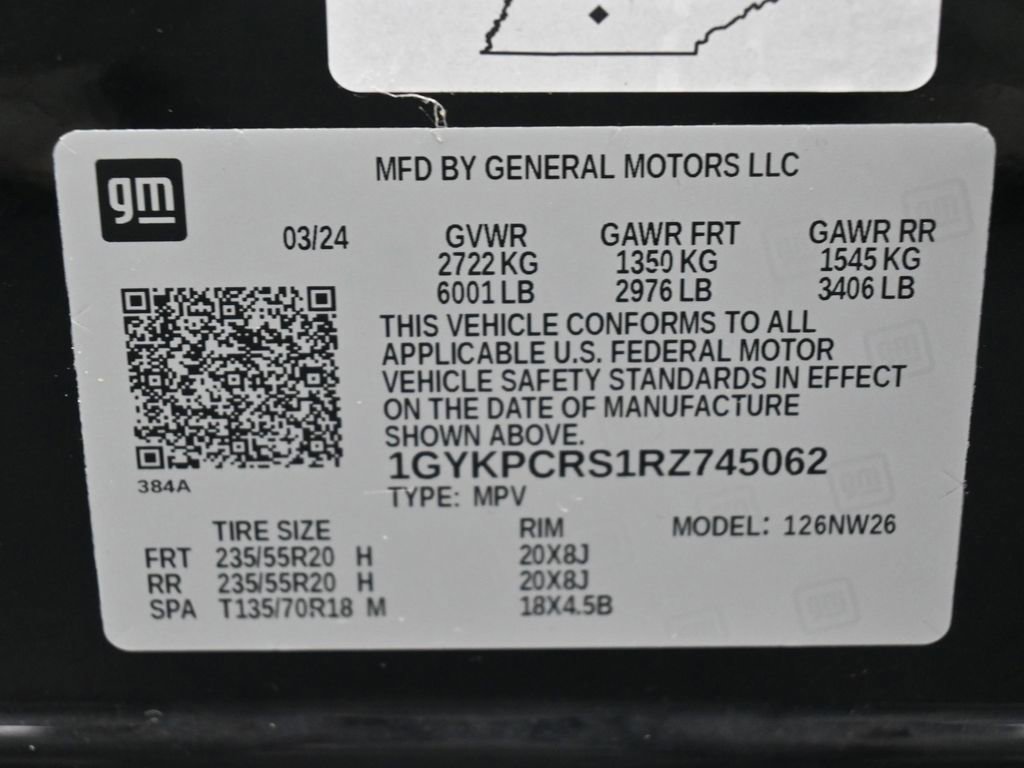 gm
MFD BY GENERAL MOTORS LLC
03/24 GVWR GAWR FRT GAWR RR
2722 KG 1350 KG 1545 KG
6001 LB 2976 LB 3406 LB
THIS VEHICLE CONFORMS TO ALL
APPLICABLE U.S. FEDERAL MOTOR
VEHICLE SAFETY STANDARDS IN EFFECT
ON THE DATE OF MANUFACTURE
SHOWN ABOVE.
1GYKPCRS1RZ745062
384A
TYPE: MPV
TIRE SIZE RIM MODEL: 126NW26
FRT 235/55R20 H 20X8J
RR 235/55R20 H 20X8J
SPA T135/70R18 M 18X4.5B